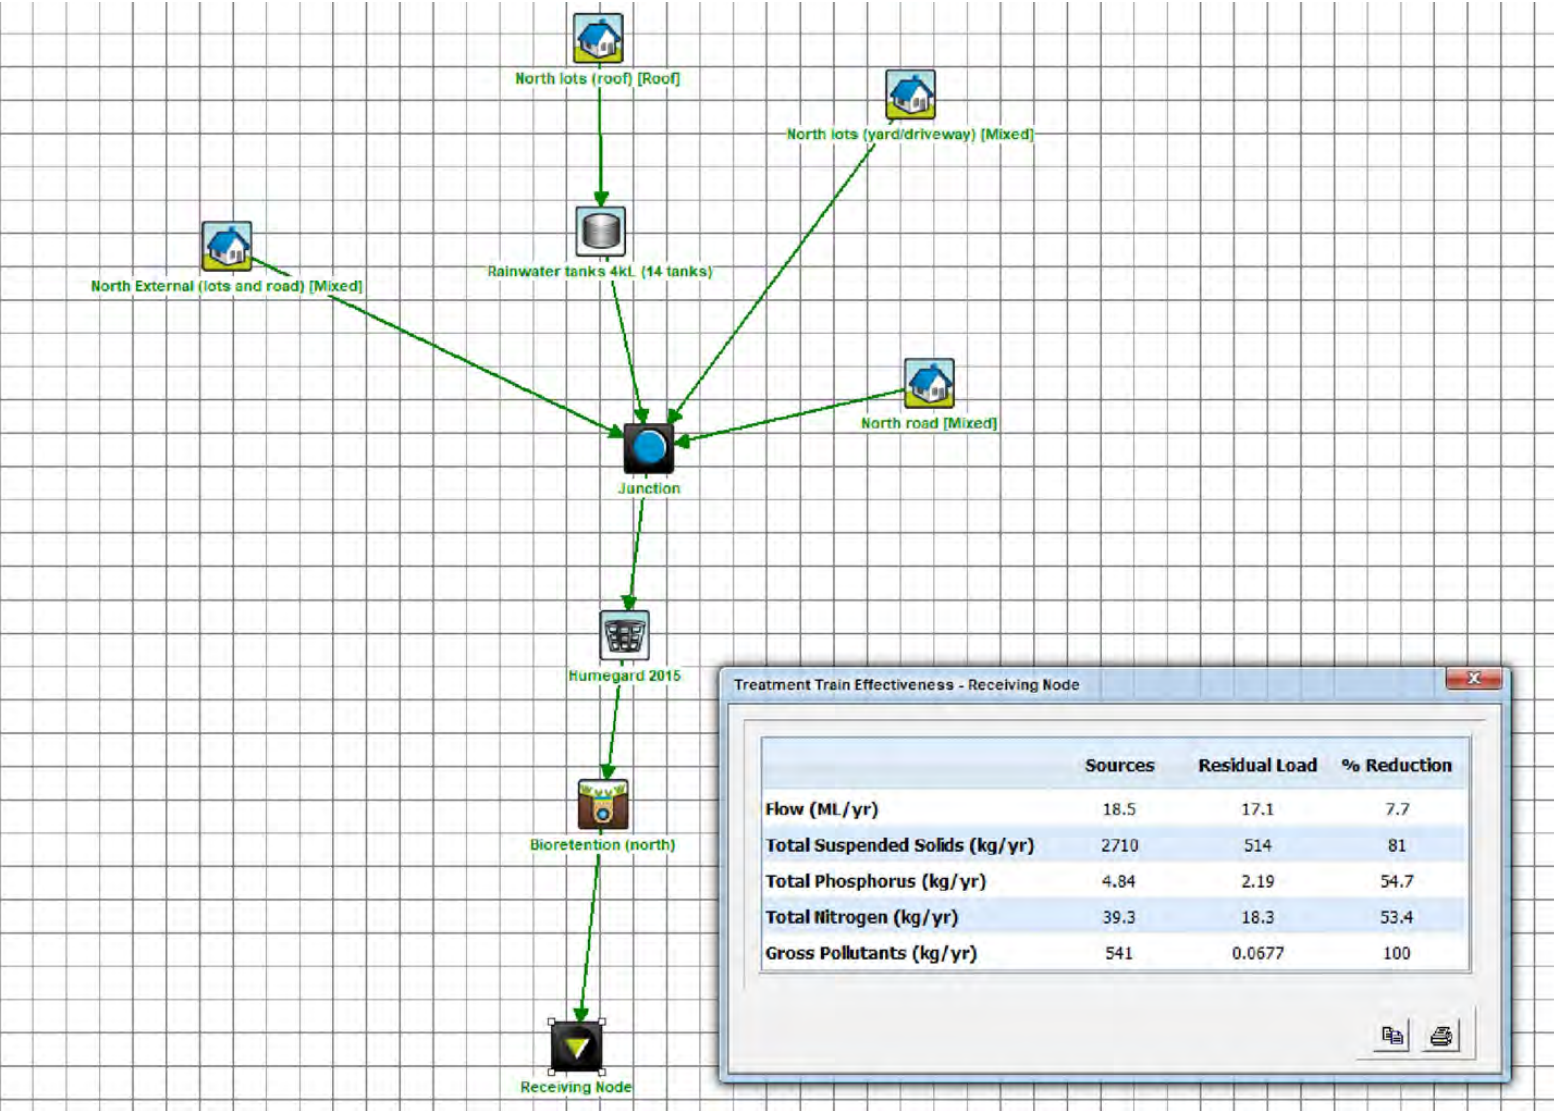 North lots (roof) [Roof]
North lots (yard/driveway) [Mixed]
Rainwater tanks 4kL (14 tanks)
North External (lots and road) [Mixed]
North road [Mixed]
Junction
Humegard 2015
Bioretention (north)
Receiving Node
Treatment Train Effectiveness - Receiving Node
Sources Residual Load % Reduction
Flow (ML/yr) 18.5 17.1 7.7
Total Suspended Solids (kg/yr) 2710 514 81
Total Phosphorus (kg/yr) 4.84 2.19 54.7
Total Nitrogen (kg/yr) 39.3 18.3 53.4
Gross Pollutants (kg/yr) 541 0.0677 100